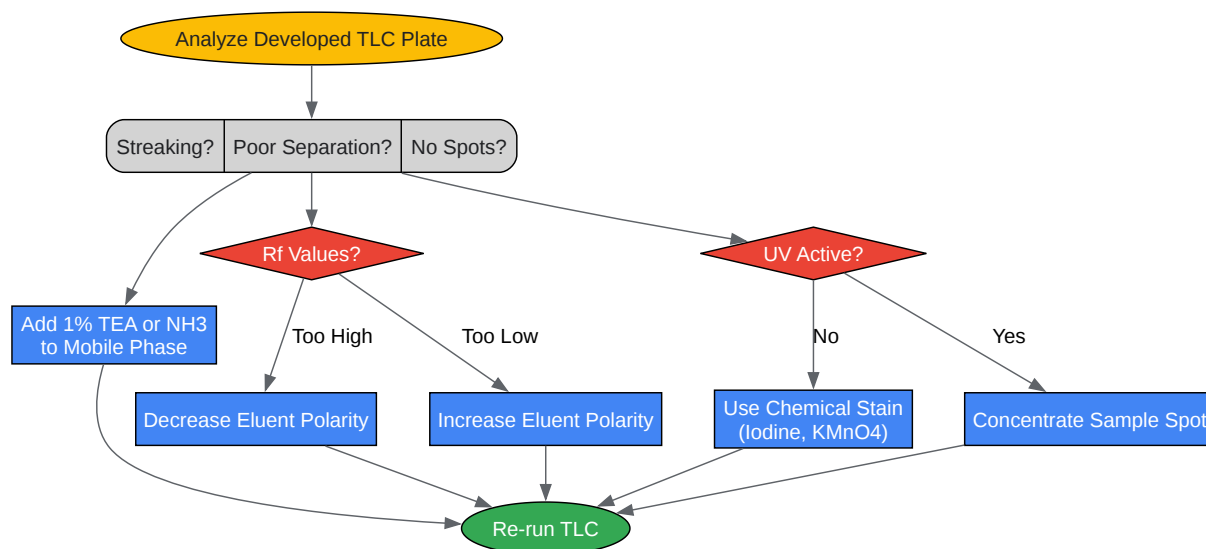 Analyze Developed TLC Plate
Streaking?
Poor Separation?
No Spots?
Rf Values?
UV Active?
Add 1% TEA or NH3
to Mobile Phase
Too High
Too Low
No
Yes
Decrease Eluent Polarity
Increase Eluent Polarity
Use Chemical Stain
(Iodine, KMnO4)
Concentrate Sample Spot
Re-run TLC